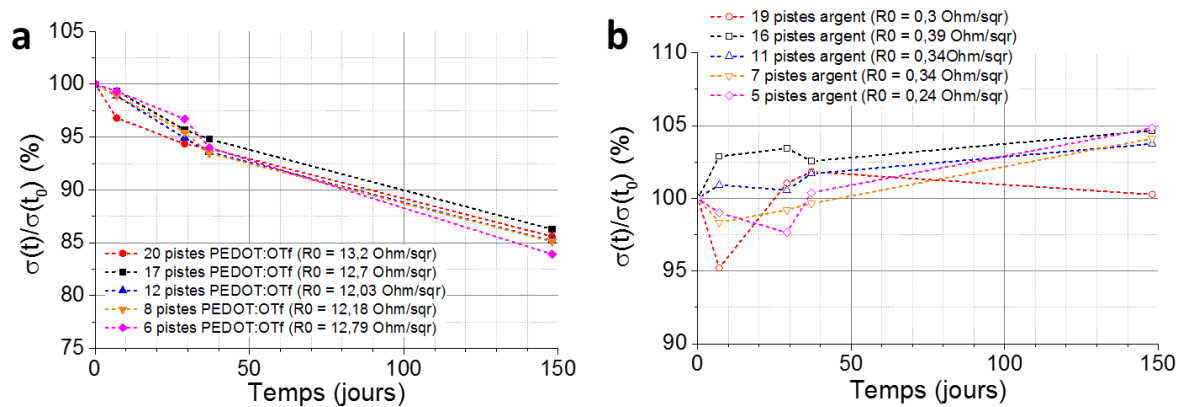 a
105
100
95
90
85
80
75
0
50
100
150
σ(t)/σ(t0) (%)
Temps (jours)
20 pistes PEDOT:OTf (R0 = 13,2 Ohm/sqr)
17 pistes PEDOT:OTf (R0 = 12,7 Ohm/sqr)
12 pistes PEDOT:OTf (R0 = 12,03 Ohm/sqr)
8 pistes PEDOT:OTf (R0 = 12,18 Ohm/sqr)
6 pistes PEDOT:OTf (R0 = 12,79 Ohm/sqr)
b
19 pistes argent (R0 = 0,3 Ohm/sqr)
16 pistes argent (R0 = 0,39 Ohm/sqr)
11 pistes argent (R0 = 0,34Ohm/sqr)
7 pistes argent (R0 = 0,34 Ohm/sqr)
5 pistes argent (R0 = 0,24 Ohm/sqr)
110
105
100
95
90
0
50
100
150
σ(t)/σ(t0) (%)
Temps (jours)